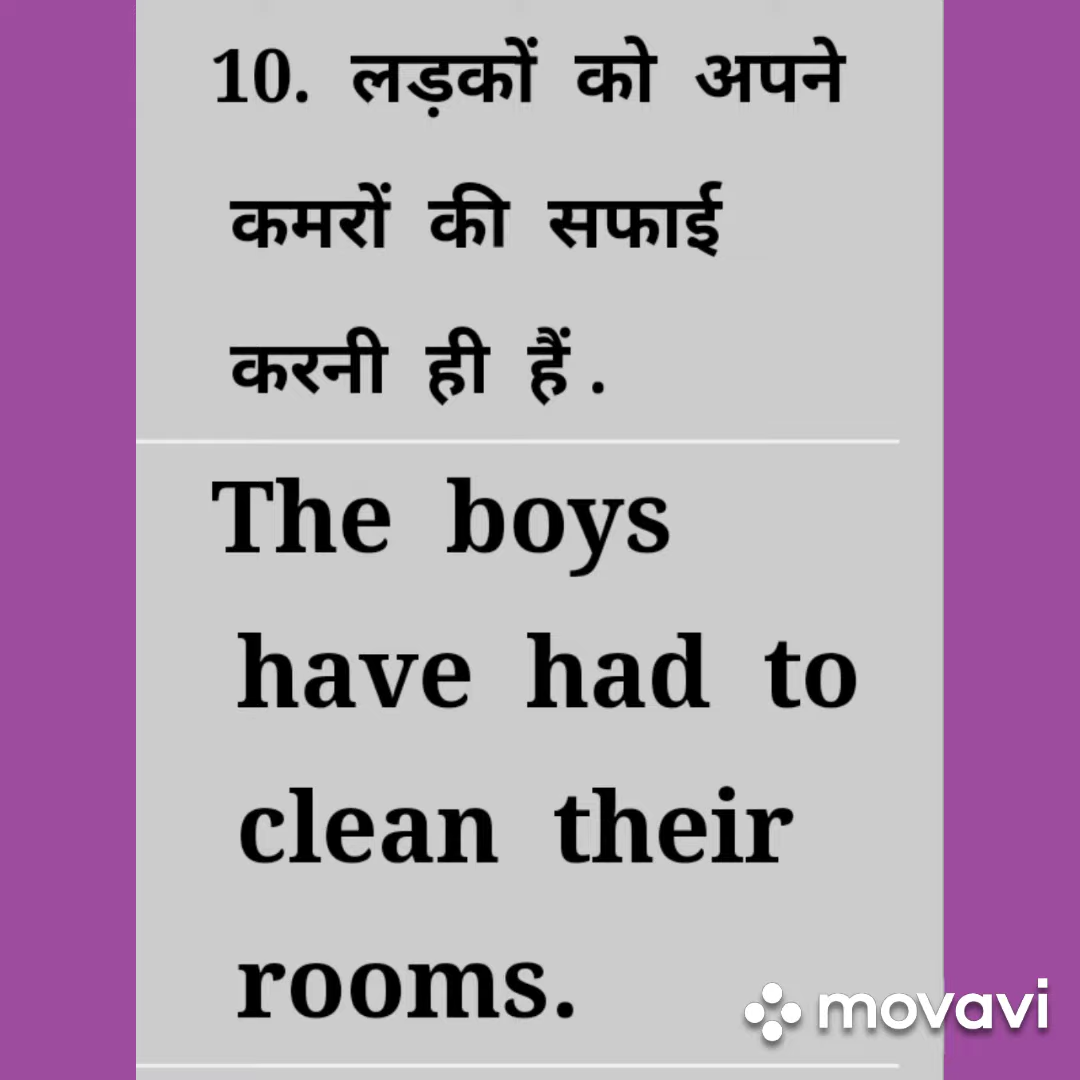 10. लड़कों को अपने
कमरों की सफाई
करनी ही हैं .
The boys
have had to
clean their
rooms.
movavi